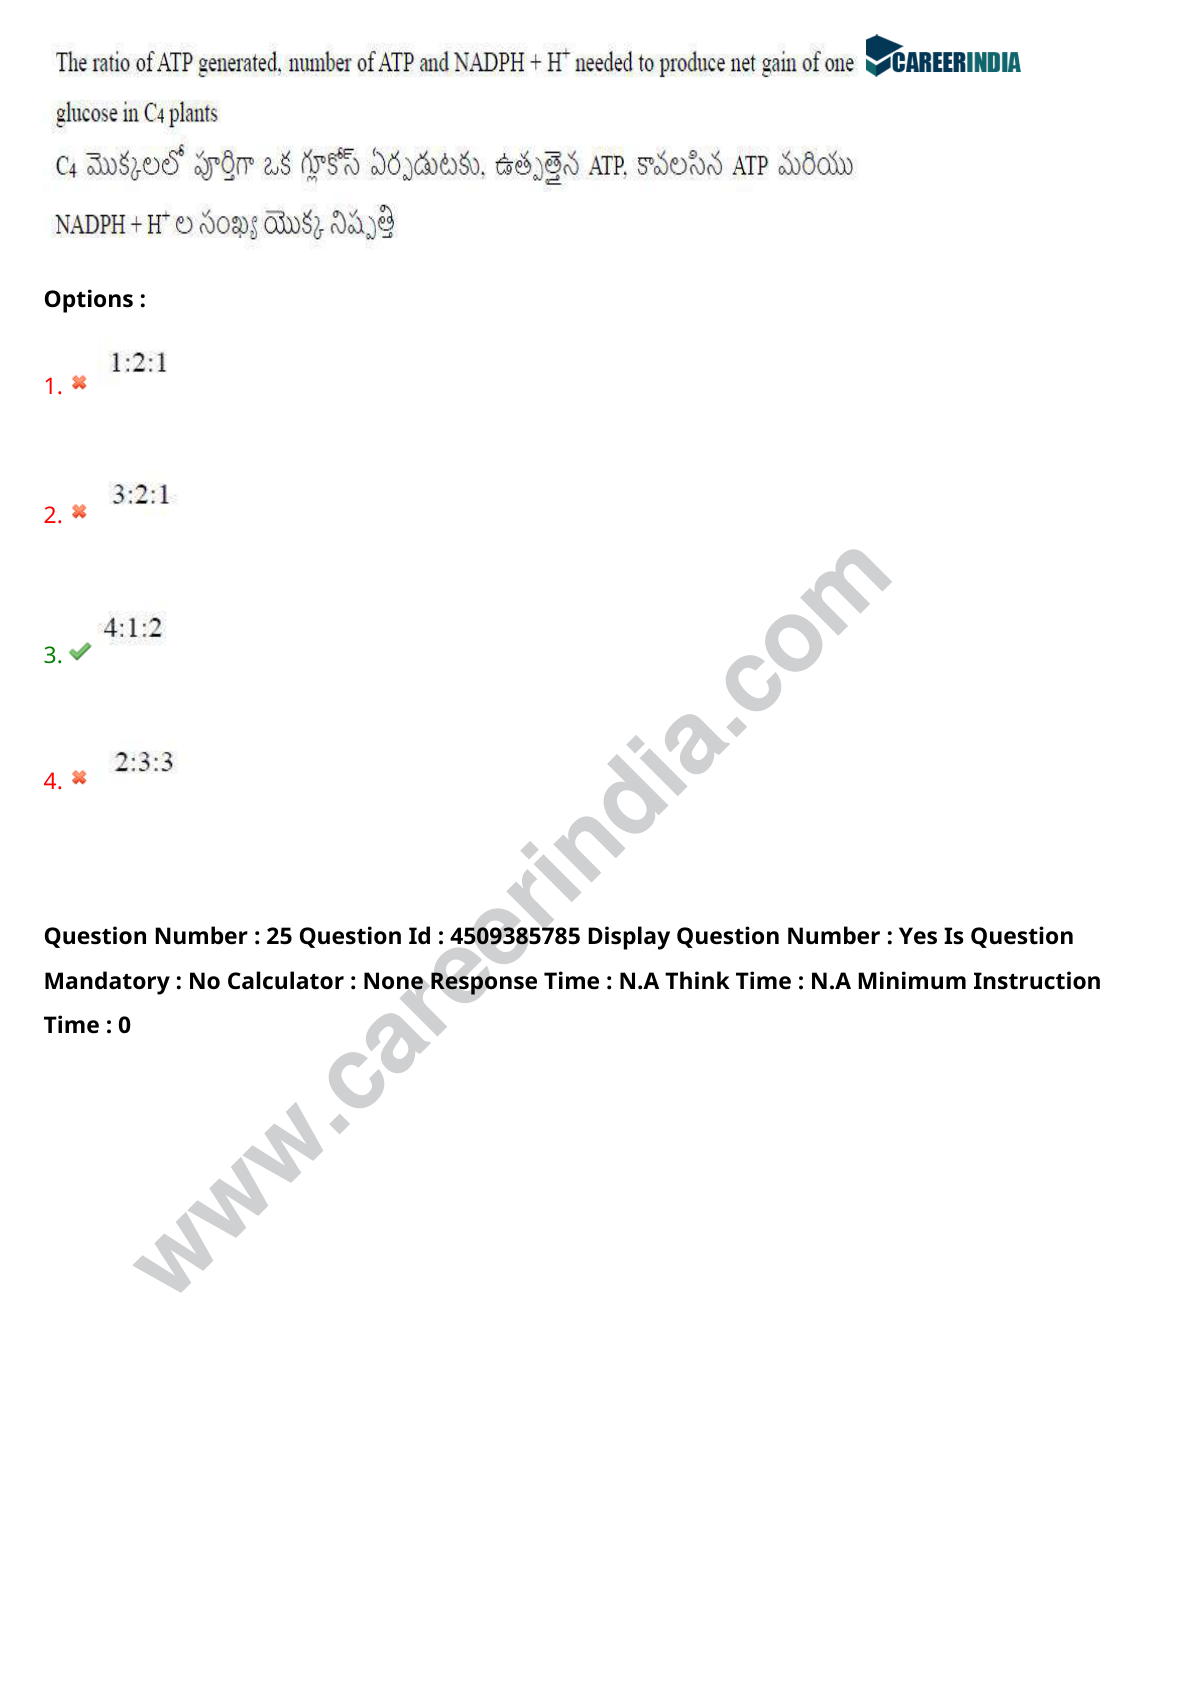 The ratio of ATP generated, number of ATP and NADPH + H⁺ needed to produce net gain of one
CAREERINDIA
glucose in C4 plants
C4 మొక్కలలో పూర్తిగా ఒక గ్లూకోస్ ఏర్పడుటకు, ఉత్పత్తైన ATP, కావలసిన ATP మరియు
NADPH + H⁺ ల సంఖ్య యొక్క నిష్పత్తి
Options :
1. 1:2:1
2. 3:2:1
3. 4:1:2
4. 2:3:3
Question Number : 25 Question Id : 4509385785 Display Question Number : Yes Is Question
Mandatory : No Calculator : None Response Time : N.A Think Time : N.A Minimum Instruction
Time : 0
www.careerindia.com